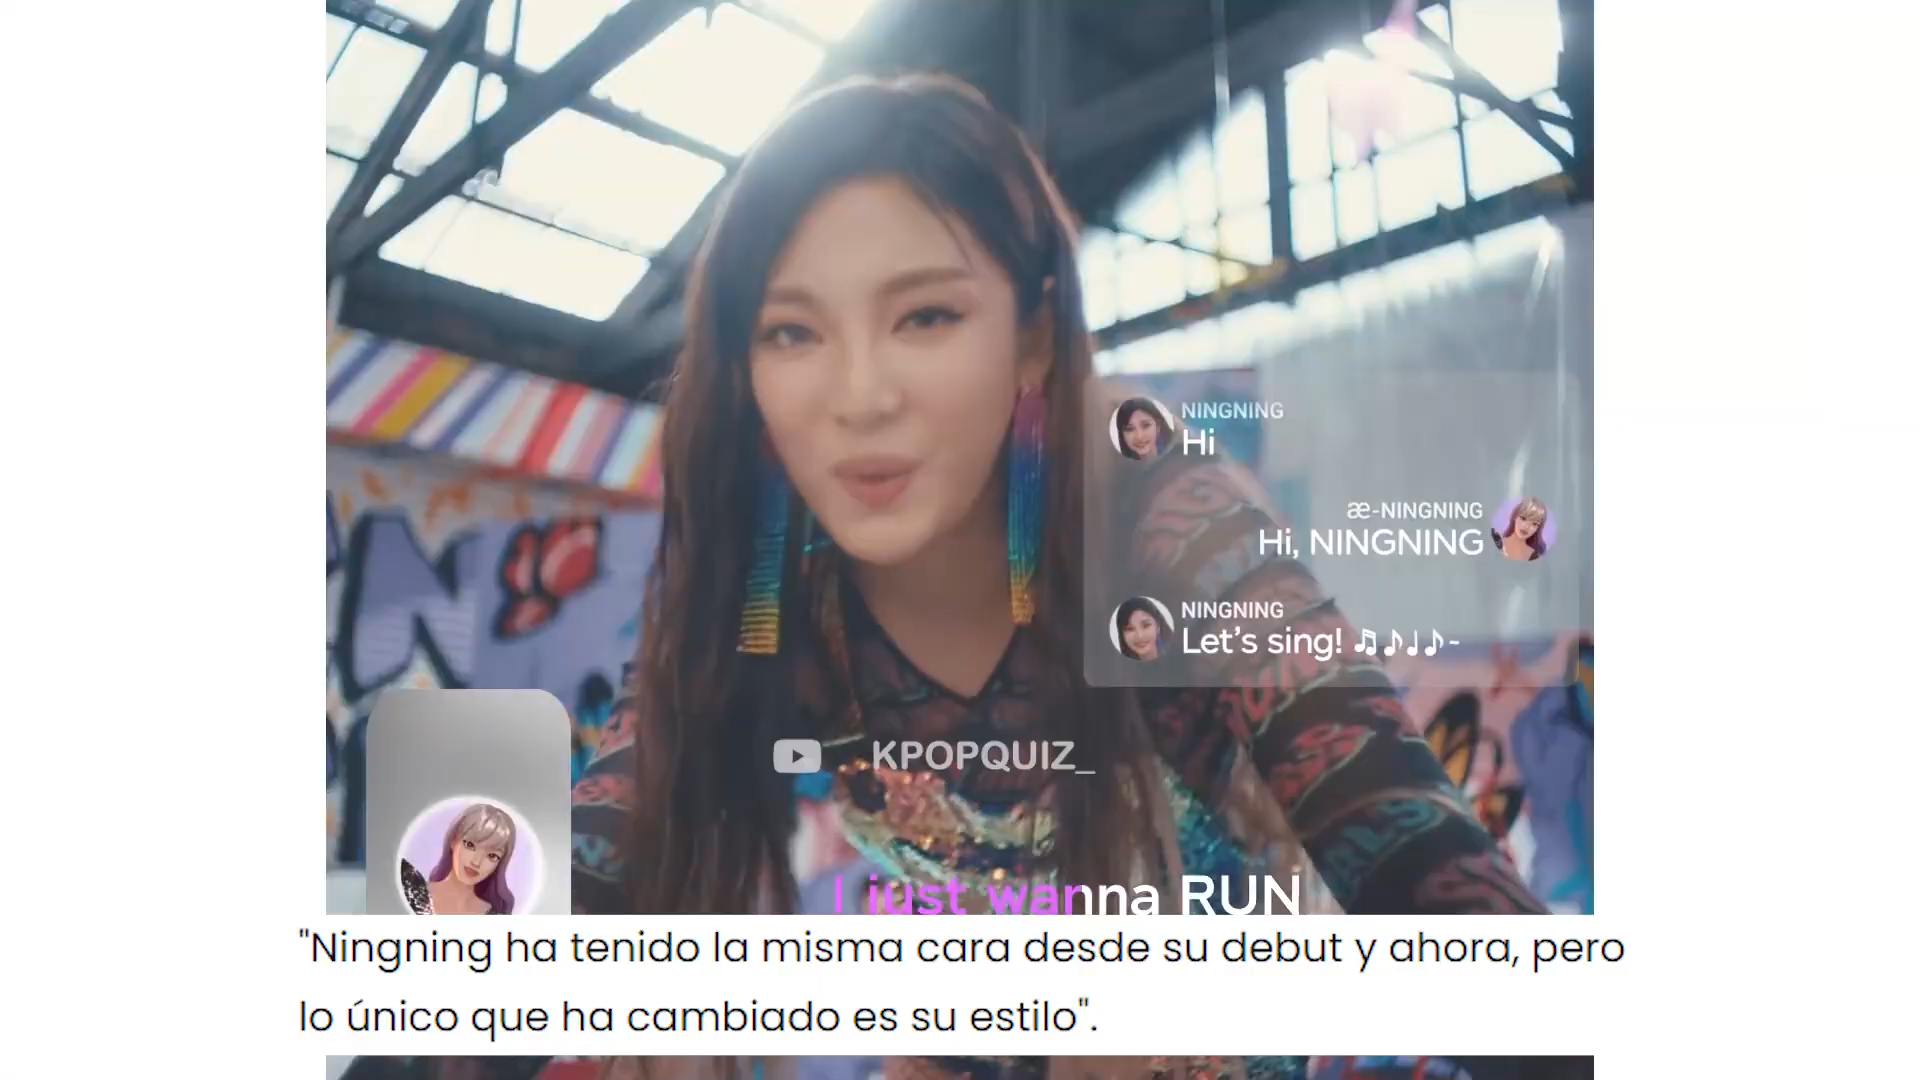 NINGNING
Hi
æ-NINGNING
Hi, NINGNING
NINGNING
Let's sing! ♫♪♩♪~
KPOPQUIZ_
I just wanna RUN
"Ningning ha tenido la misma cara desde su debut y ahora, pero
lo único que ha cambiado es su estilo".